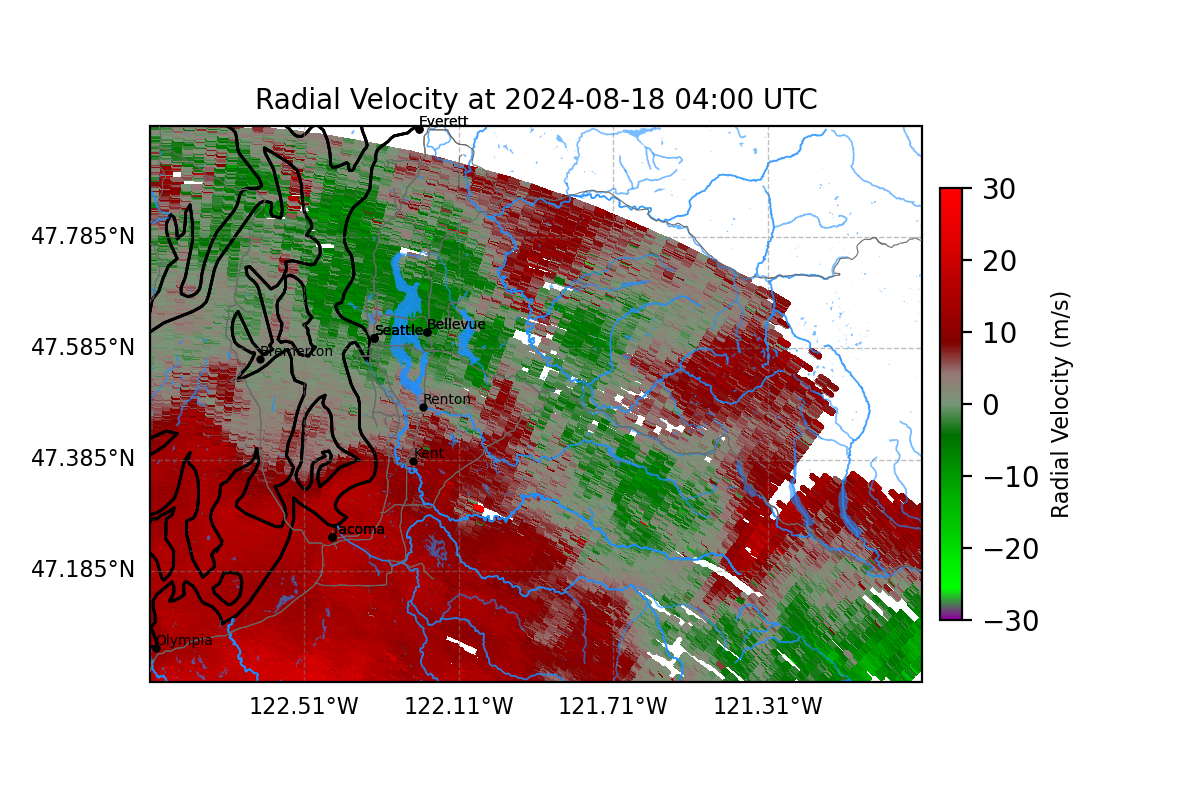 Radial Velocity at 2024-08-18 04:00 UTC
Everett
47.785°N
47.585°N
47.385°N
47.185°N
Seattle
Bellevue
Bremerton
Renton
Kent
Tacoma
Olympia
122.51°W
122.11°W
121.71°W
121.31°W
30
20
10
0
−10
−20
−30
Radial Velocity (m/s)